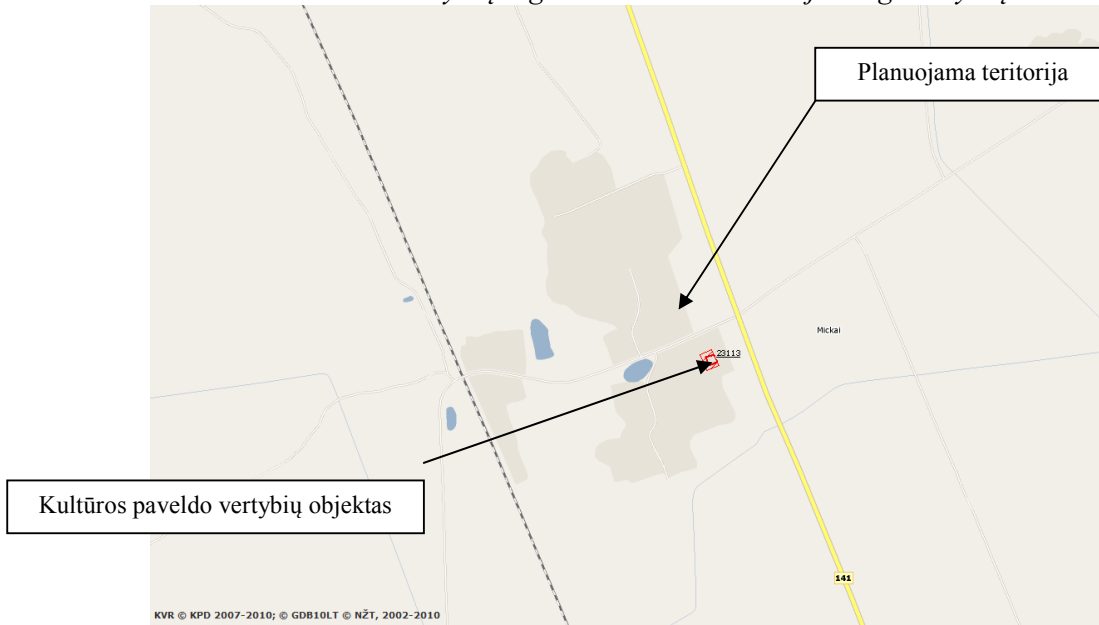 Planuojama teritorija
Mickai
23113
Kultūros paveldo vertybių objektas
141
KVR © KPD 2007-2010; © GDB10LT © NŽT, 2002-2010